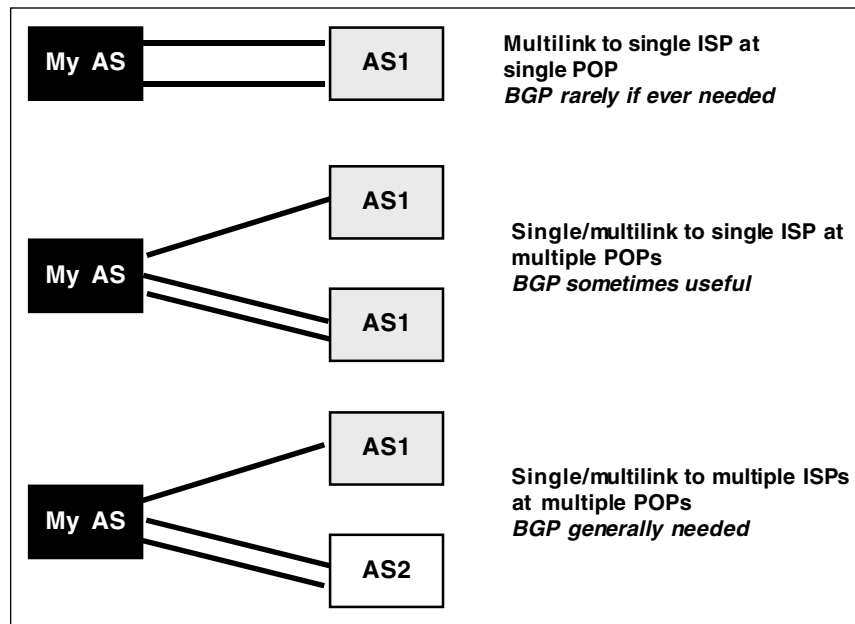 My AS
AS1
Multilink to single ISP at
single POP
BGP rarely if ever needed
My AS
AS1
AS1
Single/multilink to single ISP at
multiple POPs
BGP sometimes useful
My AS
AS1
AS2
Single/multilink to multiple ISPs
at multiple POPs
BGP generally needed